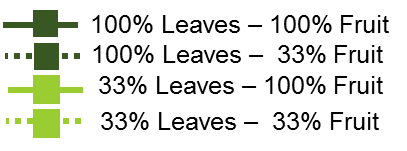 100% Leaves – 100% Fruit
100% Leaves – 33% Fruit
33% Leaves – 100% Fruit
33% Leaves – 33% Fruit